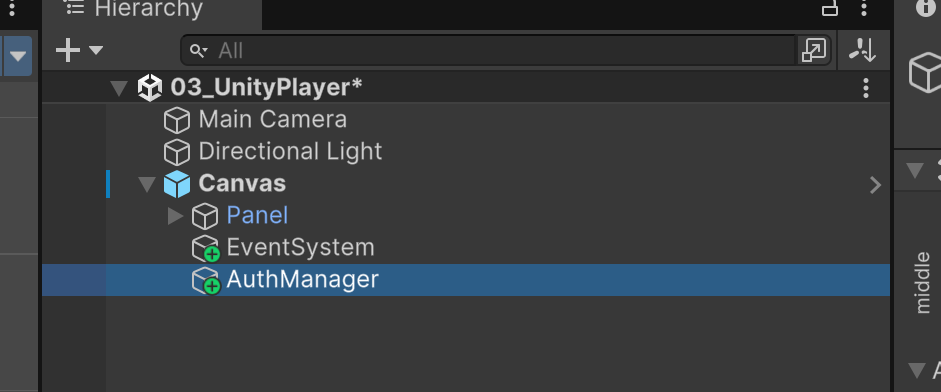 Hierarchy
All
03_UnityPlayer*
Main Camera
Directional Light
Canvas
Panel
EventSystem
AuthManager
middle